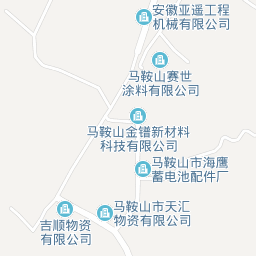 安徽亚遥工程
机械有限公司
马鞍山赛世
涂料有限公司
马鞍山金镨新材料
科技有限公司
马鞍山市海鹰
蓄电池配件厂
马鞍山市天汇
物资有限公司
吉顺物资
有限公司